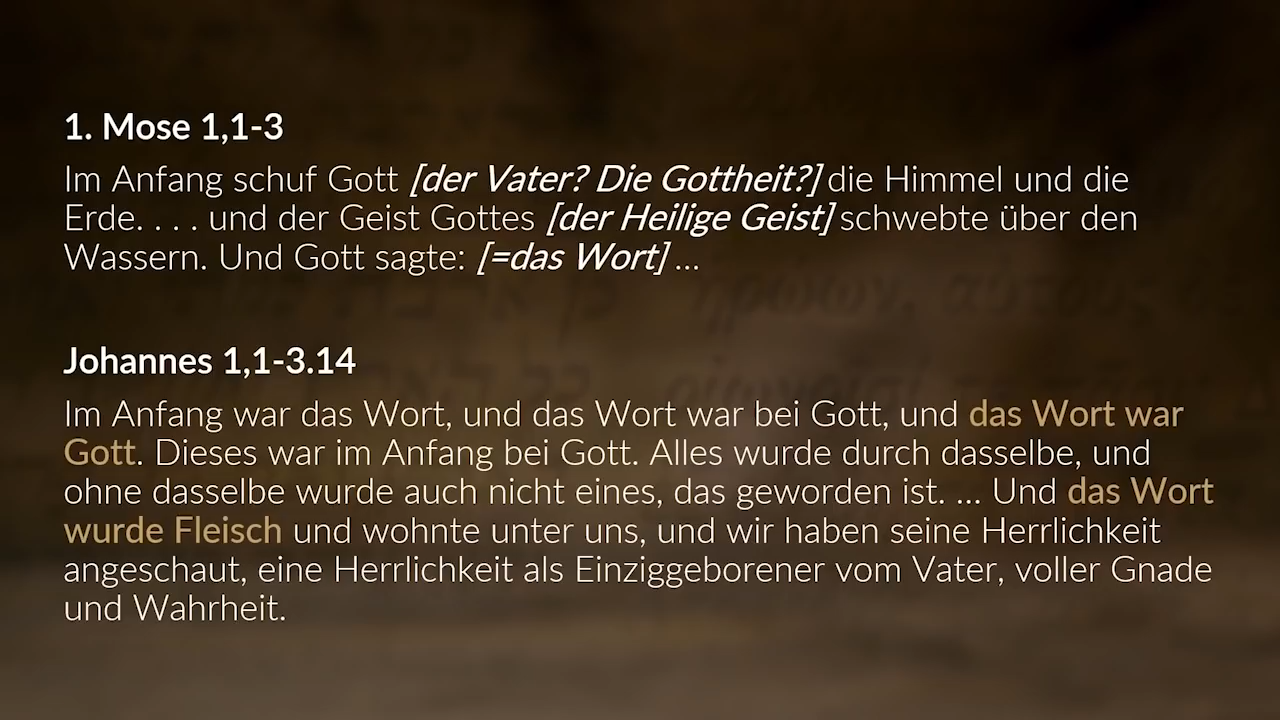 1. Mose 1,1-3
Im Anfang schuf Gott [der Vater? Die Gottheit?] die Himmel und die
Erde. . . . und der Geist Gottes [der Heilige Geist] schwebte über den
Wassern. Und Gott sagte: [=das Wort] ...
Johannes 1,1-3.14
Im Anfang war das Wort, und das Wort war bei Gott, und das Wort war
Gott. Dieses war im Anfang bei Gott. Alles wurde durch dasselbe, und
ohne dasselbe wurde auch nicht eines, das geworden ist. ... Und das Wort
wurde Fleisch und wohnte unter uns, und wir haben seine Herrlichkeit
angeschaut, eine Herrlichkeit als Einziggeborener vom Vater, voller Gnade
und Wahrheit.